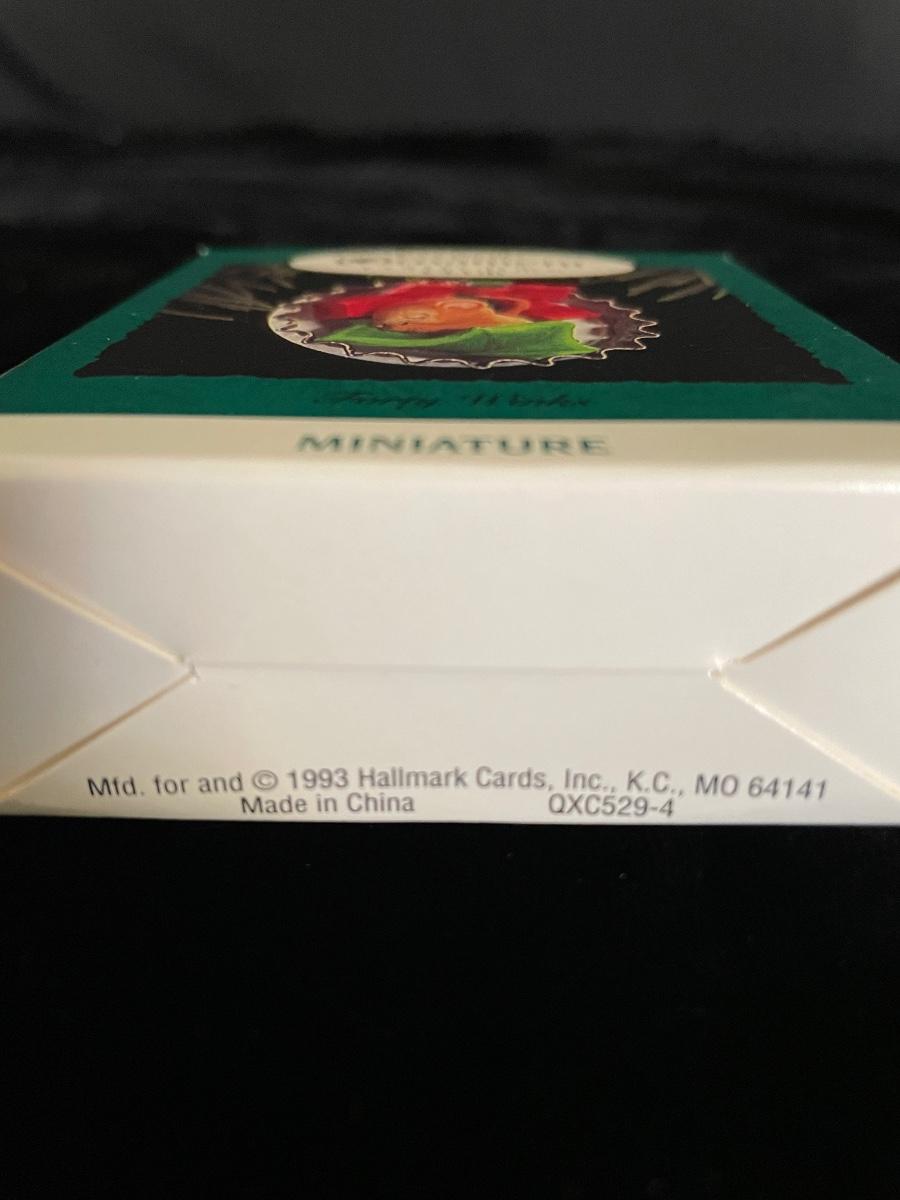 MINIATURE
Mfd. for and © 1993 Hallmark Cards, Inc., K.C., MO 64141
Made in China QXC529-4